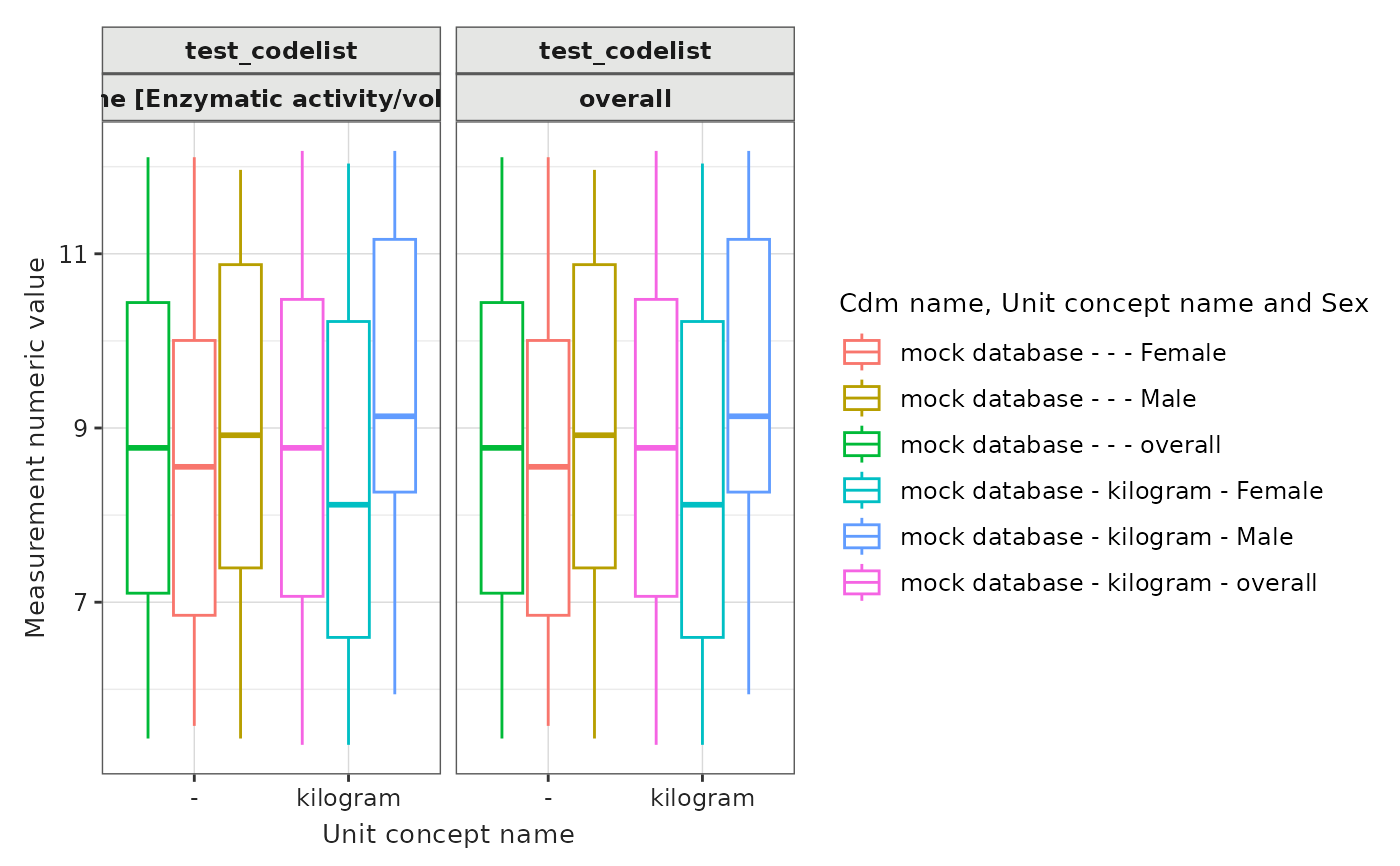 test_codelist
test_codelist
[Enzymatic activity/vol
overall
Measurement numeric value
11
9
7
-
kilogram
-
kilogram
Unit concept name
Cdm name, Unit concept name and Sex
mock database - - - Female
mock database - - - Male
mock database - - - overall
mock database - kilogram - Female
mock database - kilogram - Male
mock database - kilogram - overall